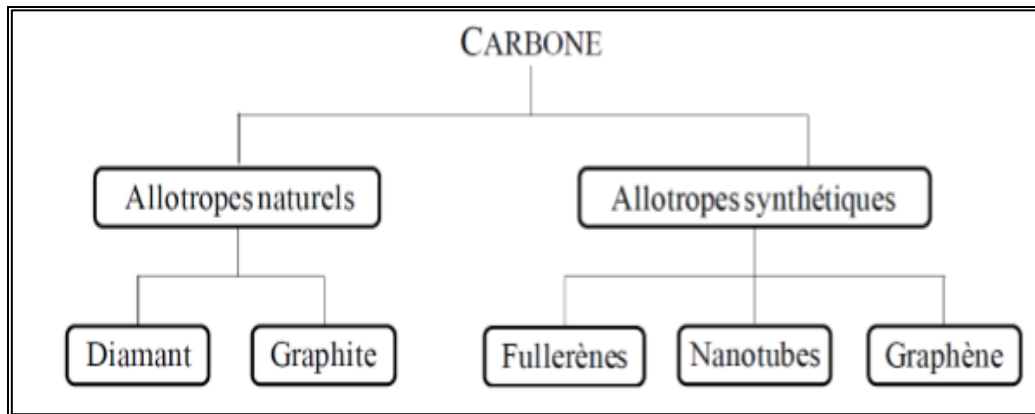 CARBONE
Allotropes naturels
Allotropes synthétiques
Diamant
Graphite
Fullerènes
Nanotubes
Graphène